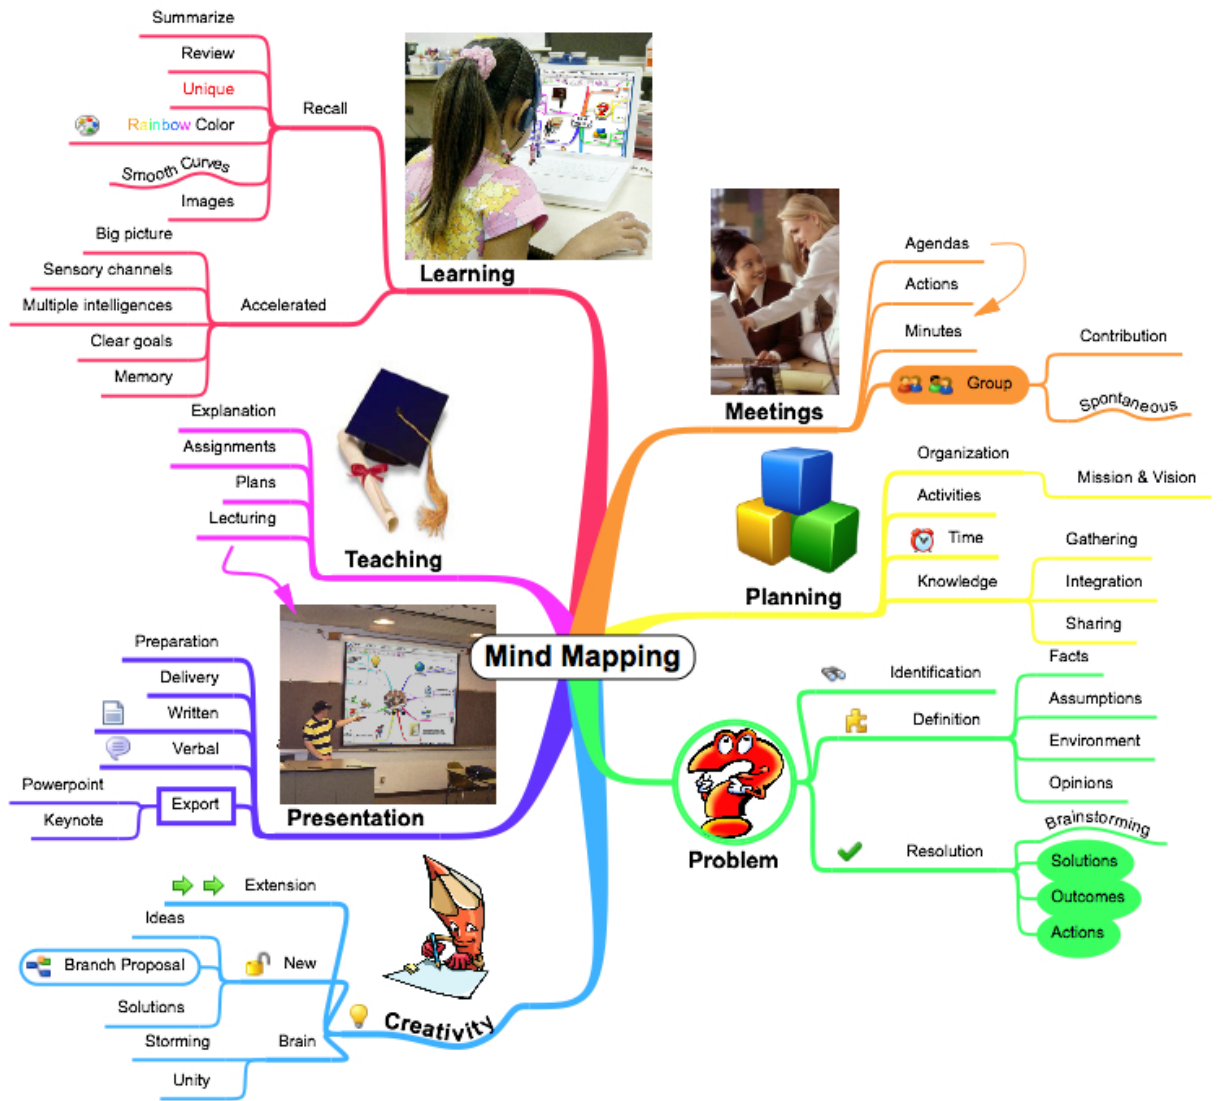 Mind Mapping
Learning
Recall
Summarize
Review
Unique
Rainbow Color
Smooth Curves
Images
Accelerated
Big picture
Sensory channels
Multiple intelligences
Clear goals
Memory
Teaching
Explanation
Assignments
Plans
Lecturing
Presentation
Preparation
Delivery
Written
Verbal
Export
Powerpoint
Keynote
Creativity
Extension
New
Ideas
Branch Proposal
Solutions
Brain
Storming
Unity
Meetings
Agendas
Actions
Minutes
Group
Contribution
Spontaneous
Planning
Organization
Mission & Vision
Activities
Time
Knowledge
Gathering
Integration
Sharing
Problem
Identification
Definition
Facts
Assumptions
Environment
Opinions
Resolution
Brainstorming
Solutions
Outcomes
Actions